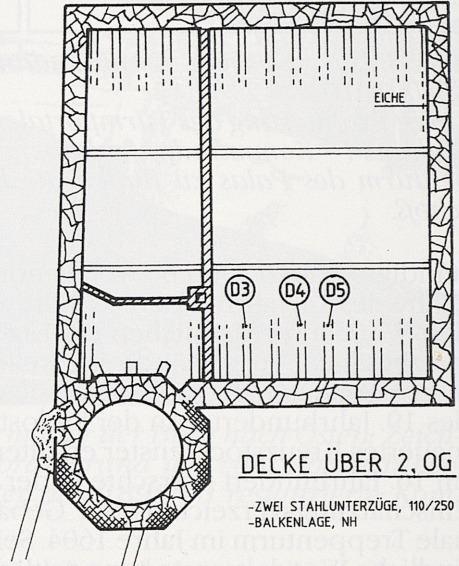 EICHE
D3 D4 D5
DECKE ÜBER 2,OG
-ZWEI STAHLUNTERZÜGE, 110/250
-BALKENLAGE, NH